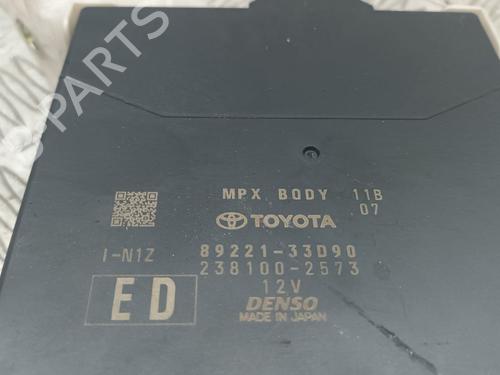 MPX BODY 11B
07
TOYOTA
I-N1Z 89221-33D90
238100-2573
12V
ED
DENSO
MADE IN JAPAN
B-PARTS